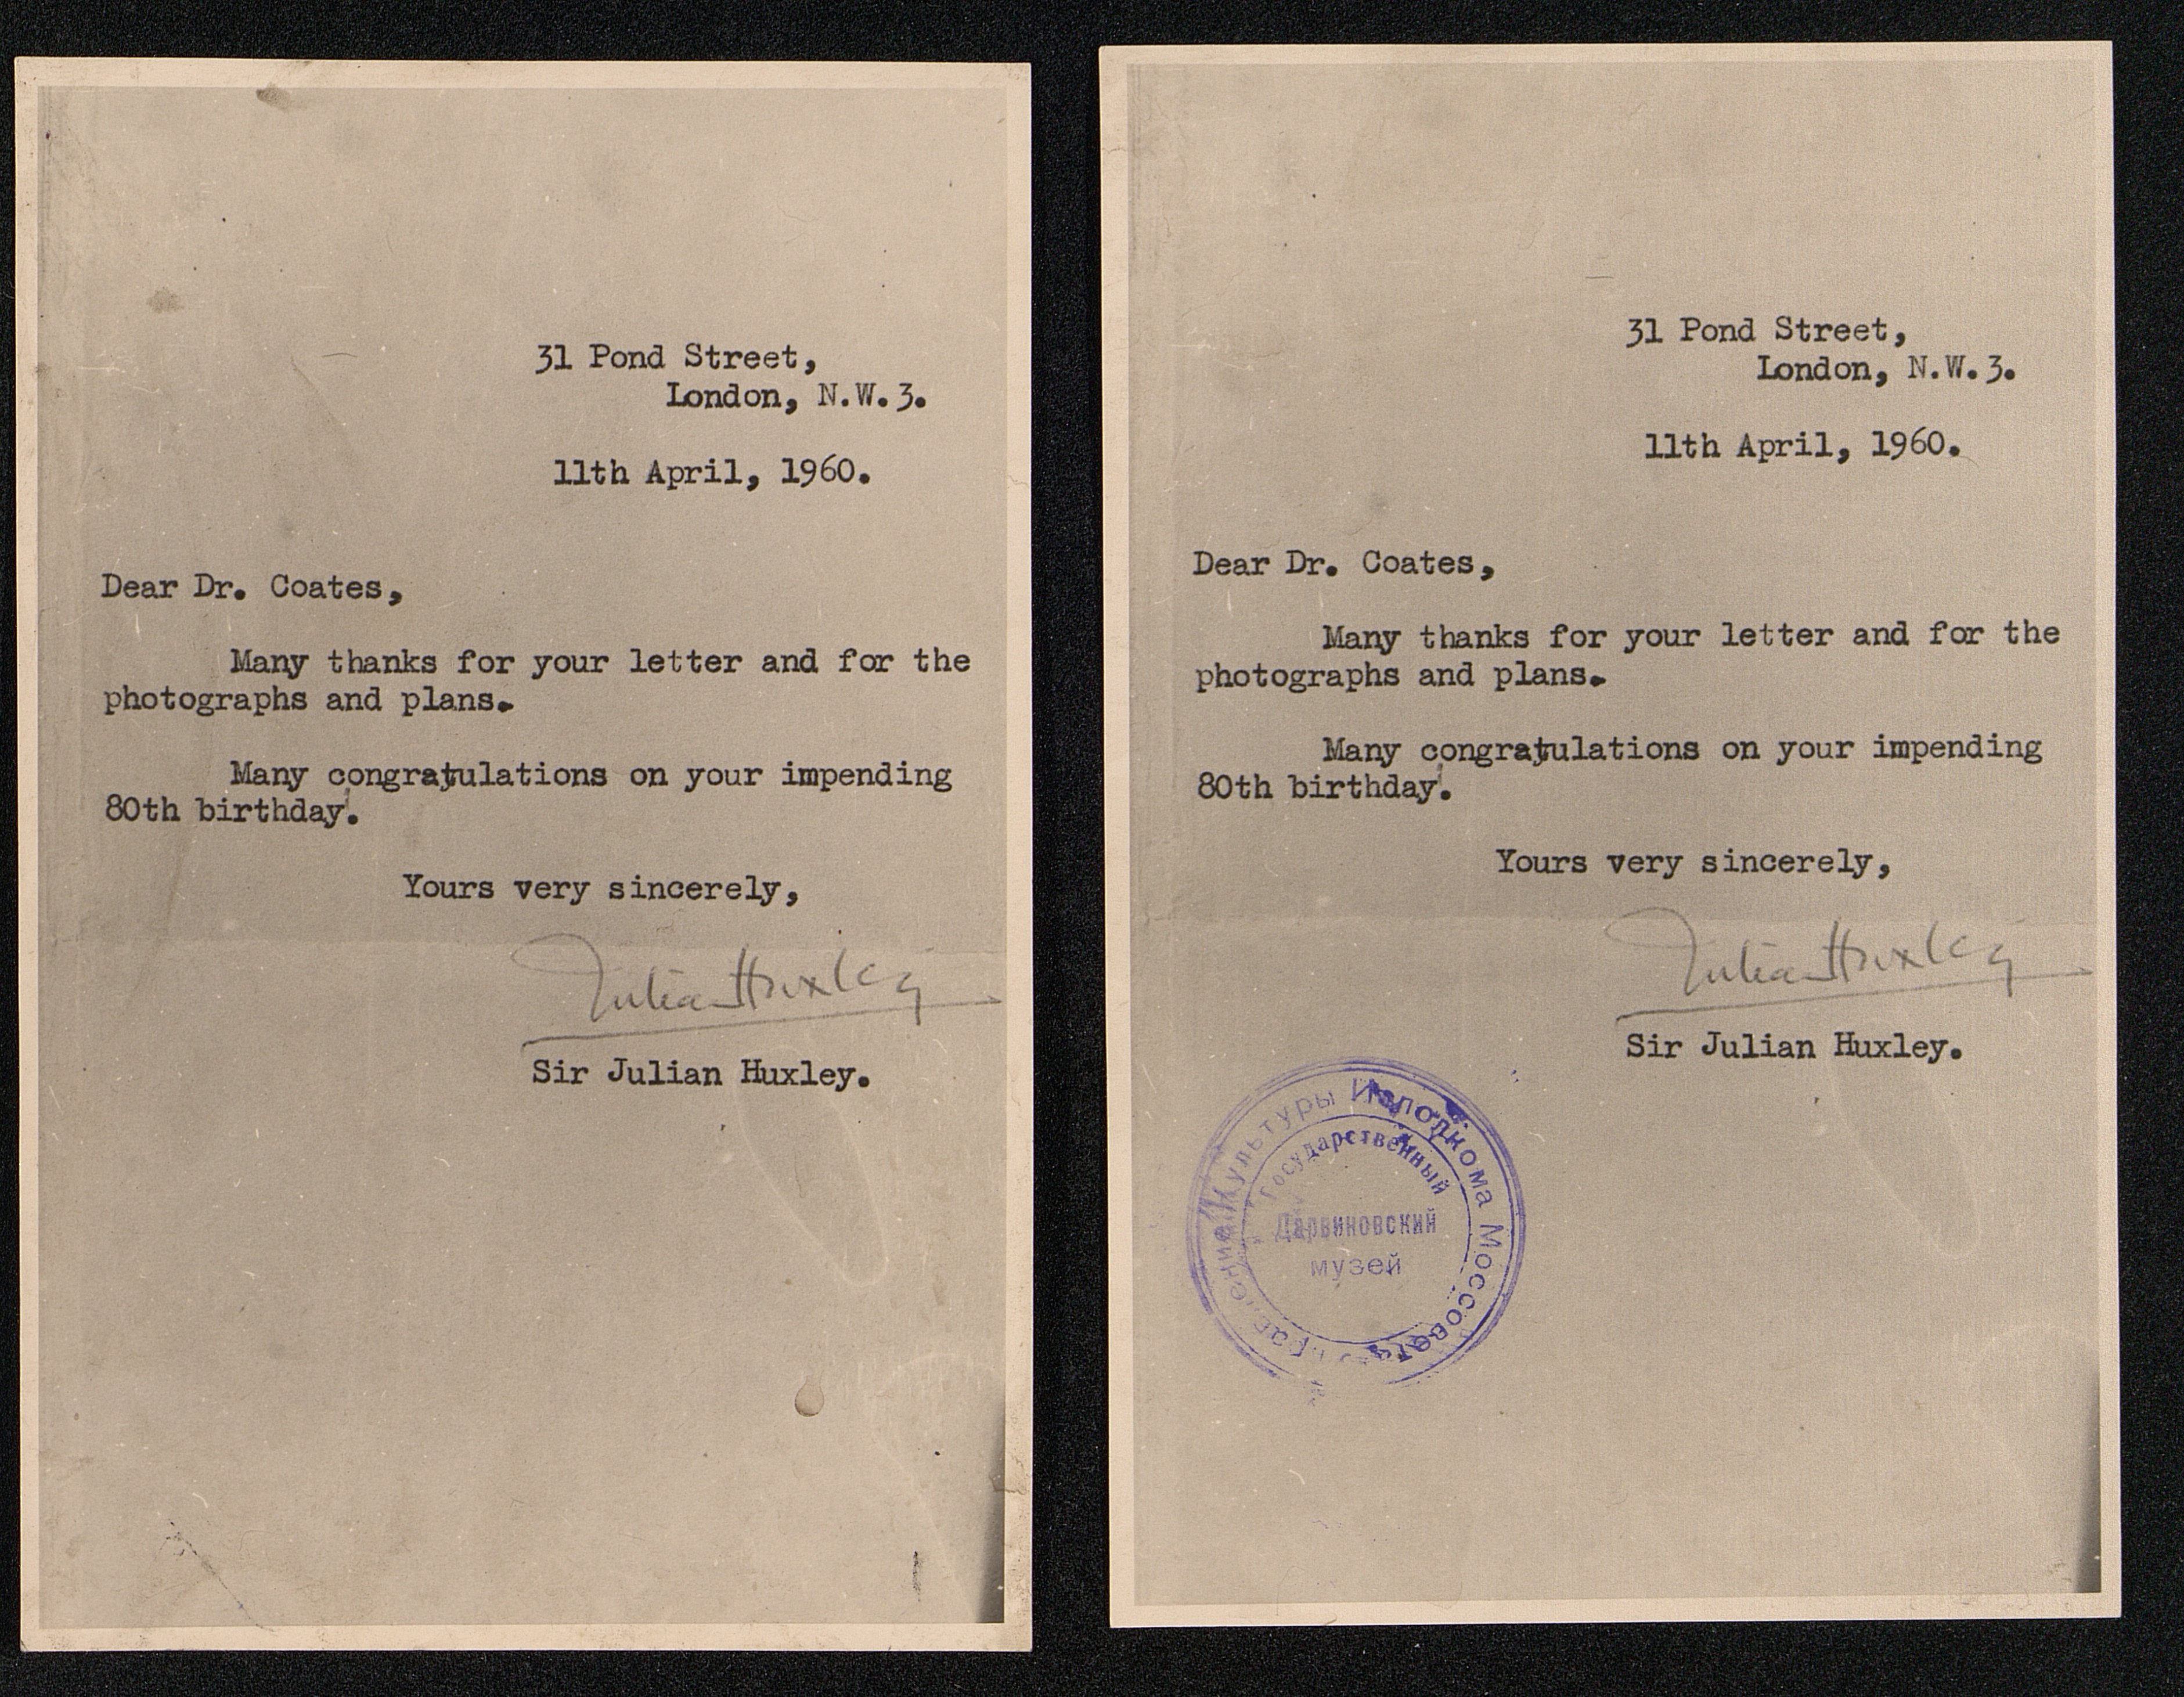 31 Pond Street,
London, N.W.3.
11th April, 1960.
Dear Dr. Coates,
Many thanks for your letter and for the
photographs and plans.
Many congratulations on your impending
80th birthday.
Yours very sincerely,
Julian Huxley
Sir Julian Huxley.
31 Pond Street,
London, N.W.3.
11th April, 1960.
Dear Dr. Coates,
Many thanks for your letter and for the
photographs and plans.
Many congratulations on your impending
80th birthday.
Yours very sincerely,
Julian Huxley
Sir Julian Huxley.
Культуры Исполкома Моссовета
Государственный
Дарвиновский
музей